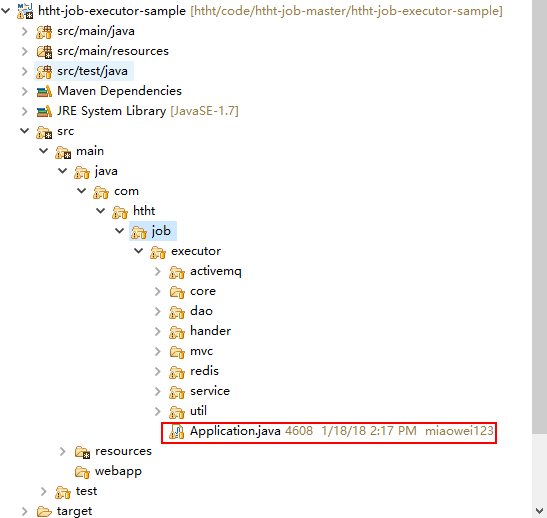 htht-job-executor-sample [htht/code/htht-job-master/htht-job-executor-sample]
src/main/java
src/main/resources
src/test/java
Maven Dependencies
JRE System Library [JavaSE-1.7]
src
main
java
com
htht
job
executor
activemq
core
dao
hander
mvc
redis
service
util
Application.java 4608 1/18/18 2:17 PM miaowei123
resources
webapp
test
target